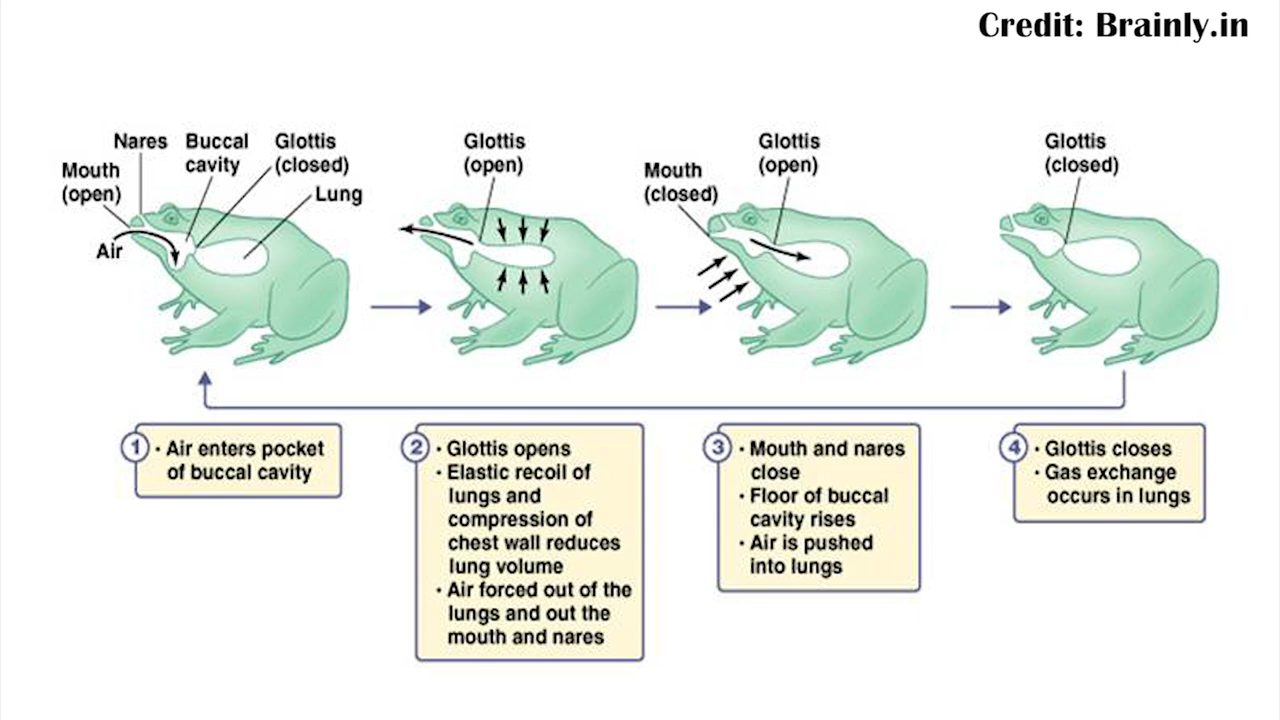 Credit: Brainly.in
Nares
Buccal
cavity
Glottis
(closed)
Mouth
(open)
Lung
Air
Glottis
(open)
Mouth
(closed)
Glottis
(open)
Glottis
(closed)
1 · Air enters pocket
of buccal cavity
2 · Glottis opens
· Elastic recoil of
lungs and
compression of
chest wall reduces
lung volume
· Air forced out of the
lungs and out the
mouth and nares
3 · Mouth and nares
close
· Floor of buccal
cavity rises
· Air is pushed
into lungs
4 · Glottis closes
· Gas exchange
occurs in lungs